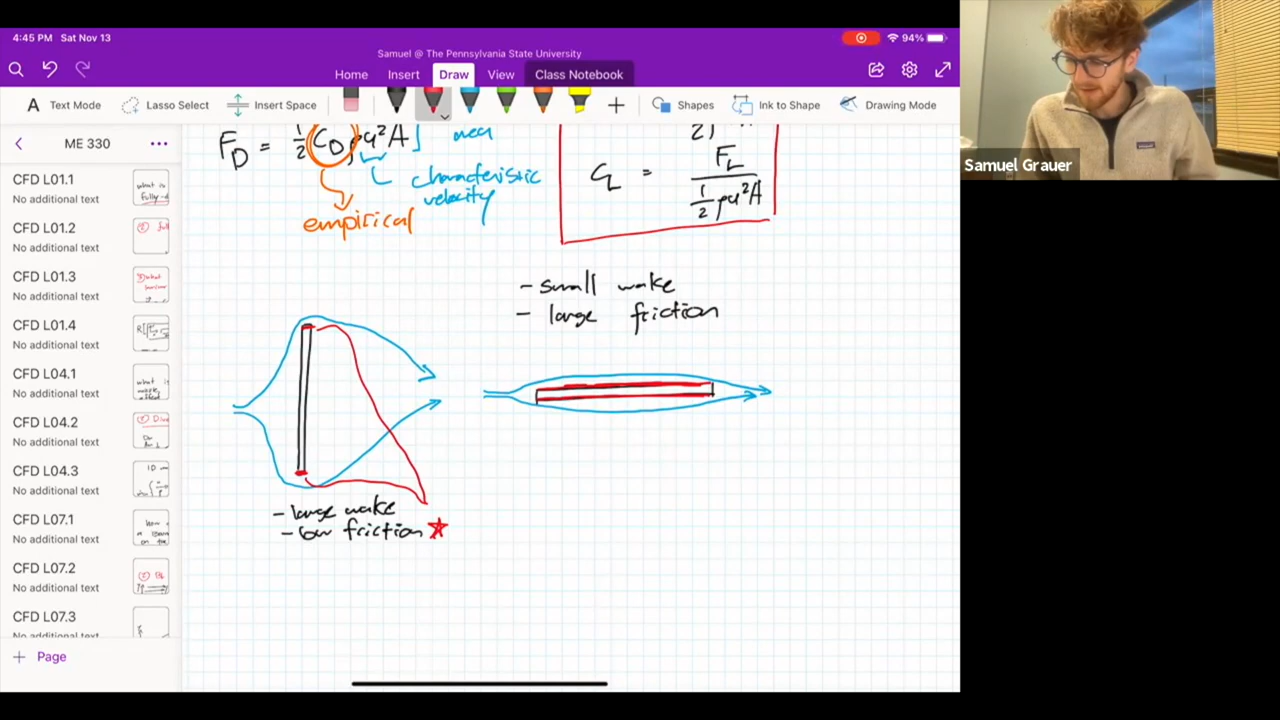 4:45 PM Sat Nov 13
94%
Samuel @ The Pennsylvania State University
Home Insert Draw View Class Notebook
A Text Mode Lasso Select Insert Space Shapes Ink to Shape Drawing Mode
ME 330
CFD L01.1
No additional text
CFD L01.2
No additional text
CFD L01.3
No additional text
CFD L01.4
No additional text
CFD L04.1
No additional text
CFD L04.2
No additional text
CFD L04.3
No additional text
CFD L07.1
No additional text
CFD L07.2
No additional text
CFD L07.3
No additional text
+ Page
F_D = 1/2 C_D ρu²A
area
characteristic
velocity
empirical
C_L = F_L / 1/2 ρu²A
- small wake
- large friction
- large wake
- low friction
Samuel Grauer